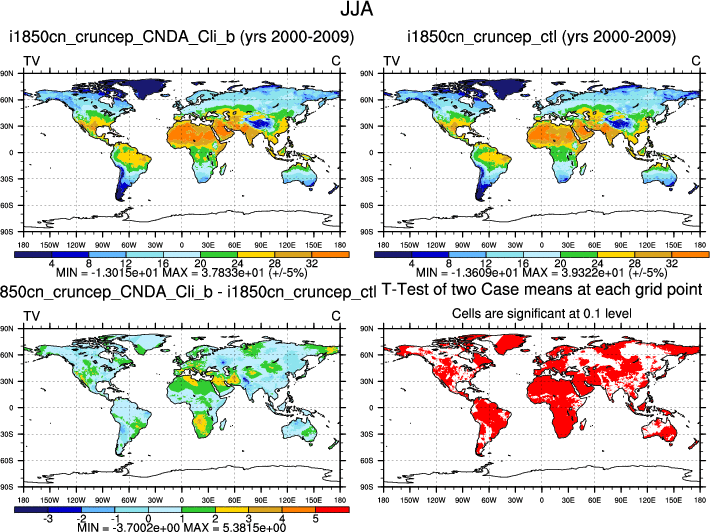 JJA
i1850cn_cruncep_CNDA_Cli_b (yrs 2000-2009)
i1850cn_cruncep_ctl (yrs 2000-2009)
TV C
TV C
90N 60N 30N 0 30S 60S 90S
180 150W 120W 90W 60W 30W 0 30E 60E 90E 120E 150E 180
90N 60N 30N 0 30S 60S 90S
180 150W 120W 90W 60W 30W 0 30E 60E 90E 120E 150E 180
4 8 12 16 20 24 28 32
MIN = -1.3015e+01 MAX = 3.7833e+01 (+/-5%)
4 8 12 16 20 24 28 32
MIN = -1.3609e+01 MAX = 3.9322e+01 (+/-5%)
850cn_cruncep_CNDA_Cli_b - i1850cn_cruncep_ctl
T-Test of two Case means at each grid point
TV C
Cells are significant at 0.1 level
90N 60N 30N 0 30S 60S 90S
180 150W 120W 90W 60W 30W 0 30E 60E 90E 120E 150E 180
90N 60N 30N 0 30S 60S 90S
180 150W 120W 90W 60W 30W 0 30E 60E 90E 120E 150E 180
-3 -2 -1 0 1 2 3 4 5
MIN = -3.7002e+00 MAX = 5.3815e+00